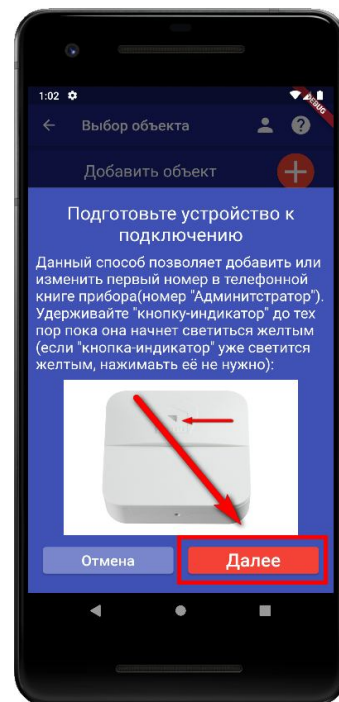 1:02
DEBUG
Выбор объекта
Добавить объект
Подготовьте устройство к
подключению
Данный способ позволяет добавить или
изменить первый номер в телефонной
книге прибора(номер "Админитстратор").
Удерживайте "кнопку-индикатор" до тех
пор пока она начнет светиться желтым
(если "кнопка-индикатор" уже светится
желтым, нажимаьть её не нужно):
Отмена
Далее